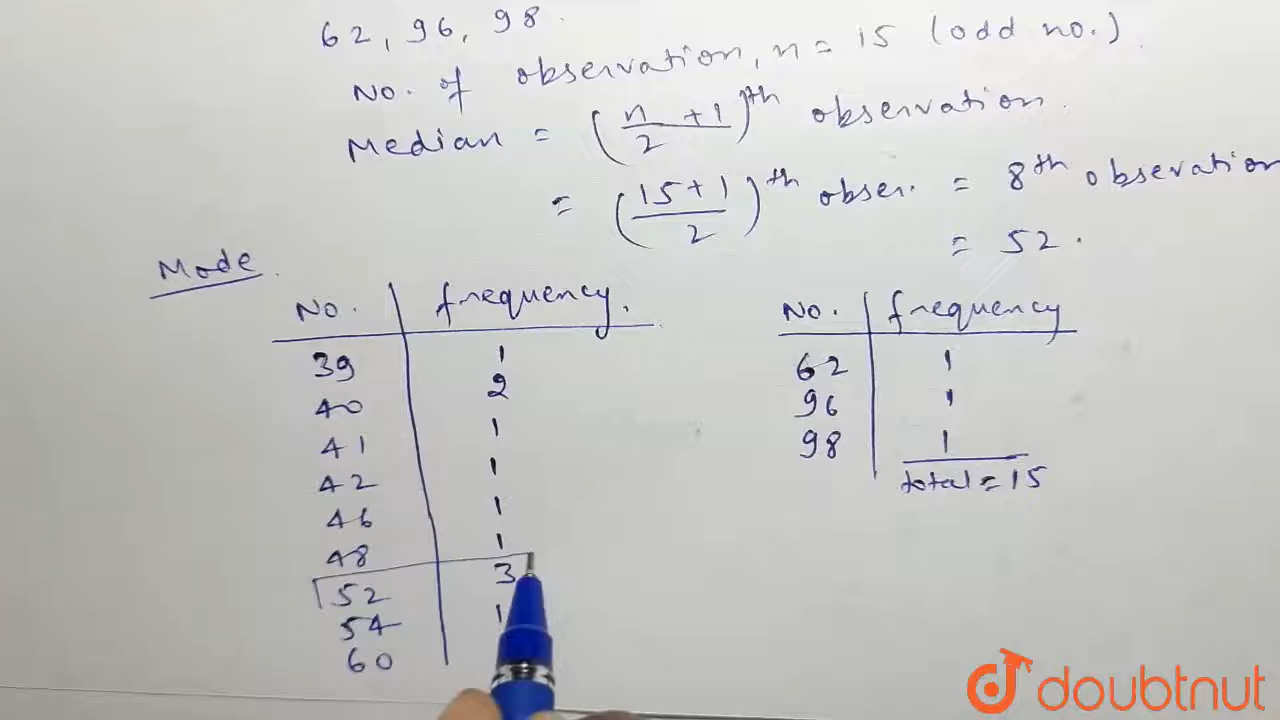 62, 96, 98.
No. of observation, n = 15 (odd no.).
Median = (n + 1 / 2)th observation.
= (15 + 1 / 2)th obser. = 8th obsevation
= 52.
Mode.
No. | frequency.
39 | 1
40 | 2
41 | 1
42 | 1
46 | 1
48 | 1
52 | 3
54 | 1
60
No. | frequency
62 | 1
96 | 1
98 | 1
total = 15
doubtnut